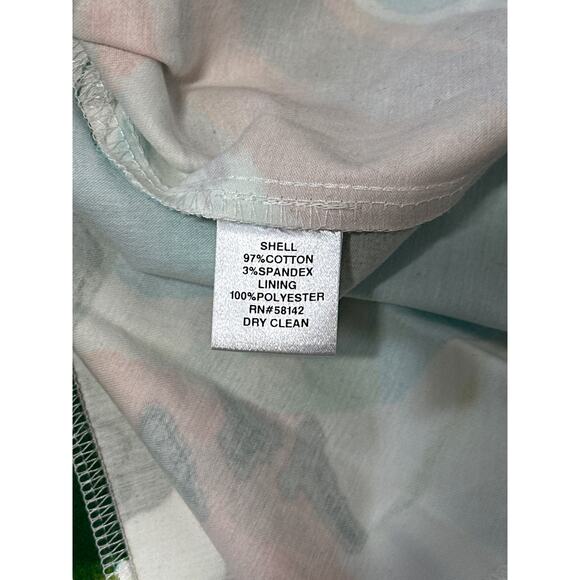 SHELL
97%COTTON
3%SPANDEX
LINING
100%POLYESTER
RN#58142
DRY CLEAN